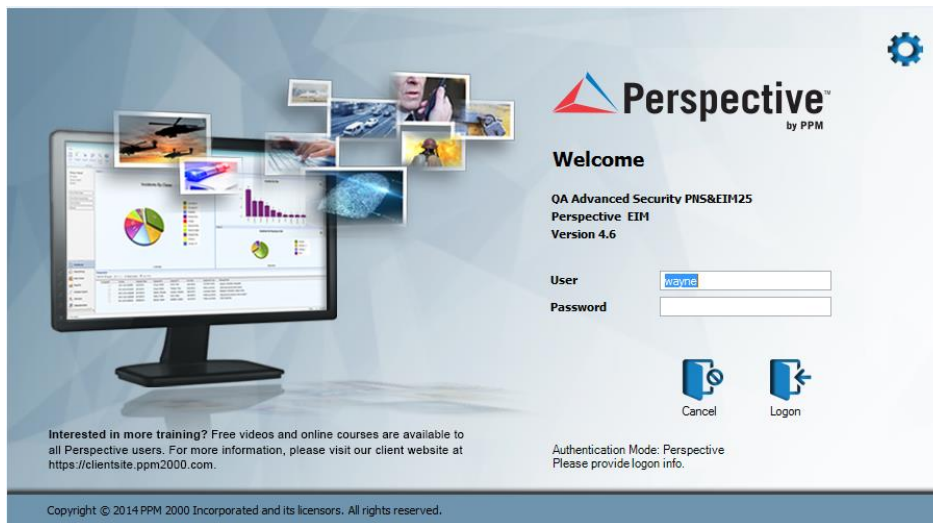 Perspective™
by PPM
Welcome
QA Advanced Security PNS&EIM25
Perspective EIM
Version 4.6
User wayne
Password
Cancel Logon
Interested in more training? Free videos and online courses are available to
all Perspective users. For more information, please visit our client website at
https://clientsite.ppm2000.com.
Authentication Mode: Perspective
Please provide logon info.
Copyright © 2014 PPM 2000 Incorporated and its licensors. All rights reserved.